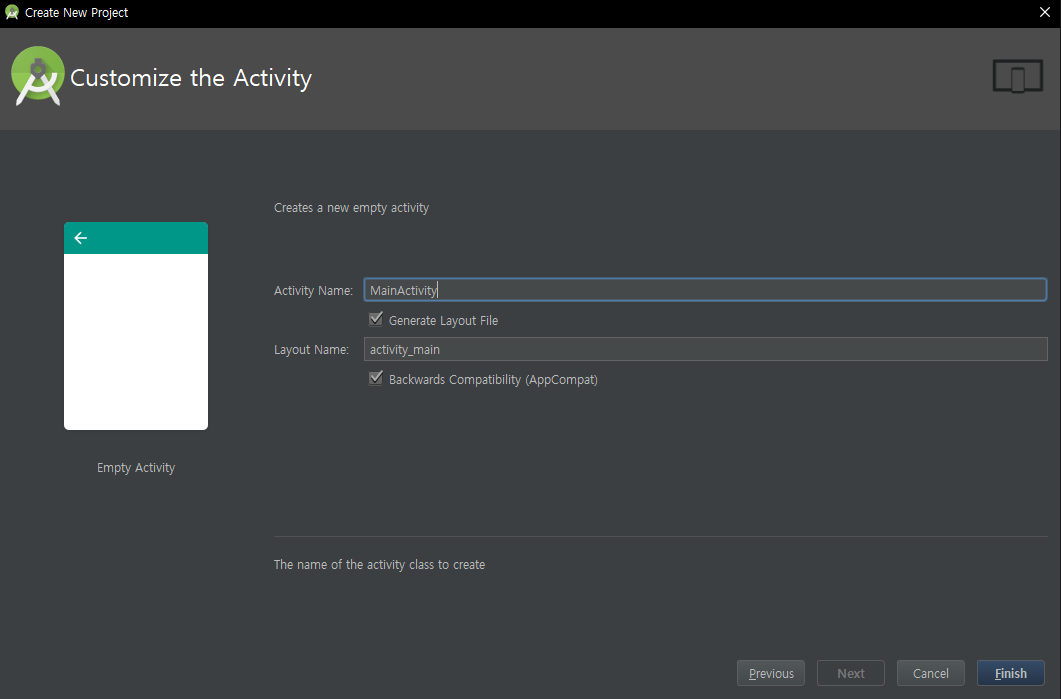 Create New Project
Customize the Activity
Creates a new empty activity
Activity Name: MainActivity
Generate Layout File
Layout Name: activity_main
Backwards Compatibility (AppCompat)
Empty Activity
The name of the activity class to create
Previous Next Cancel Finish